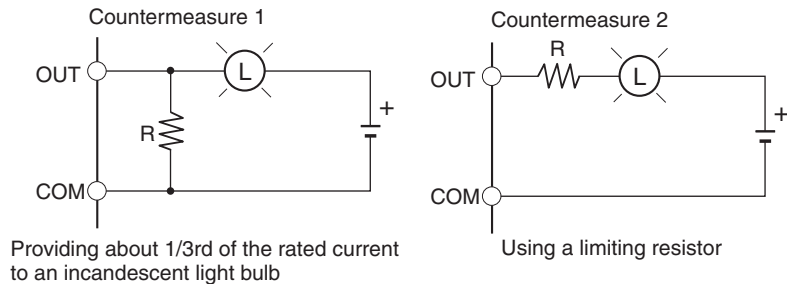 Countermeasure 1
OUT
L
R
+
COM
Providing about 1/3rd of the rated current
to an incandescent light bulb
Countermeasure 2
R
OUT
L
+
COM
Using a limiting resistor